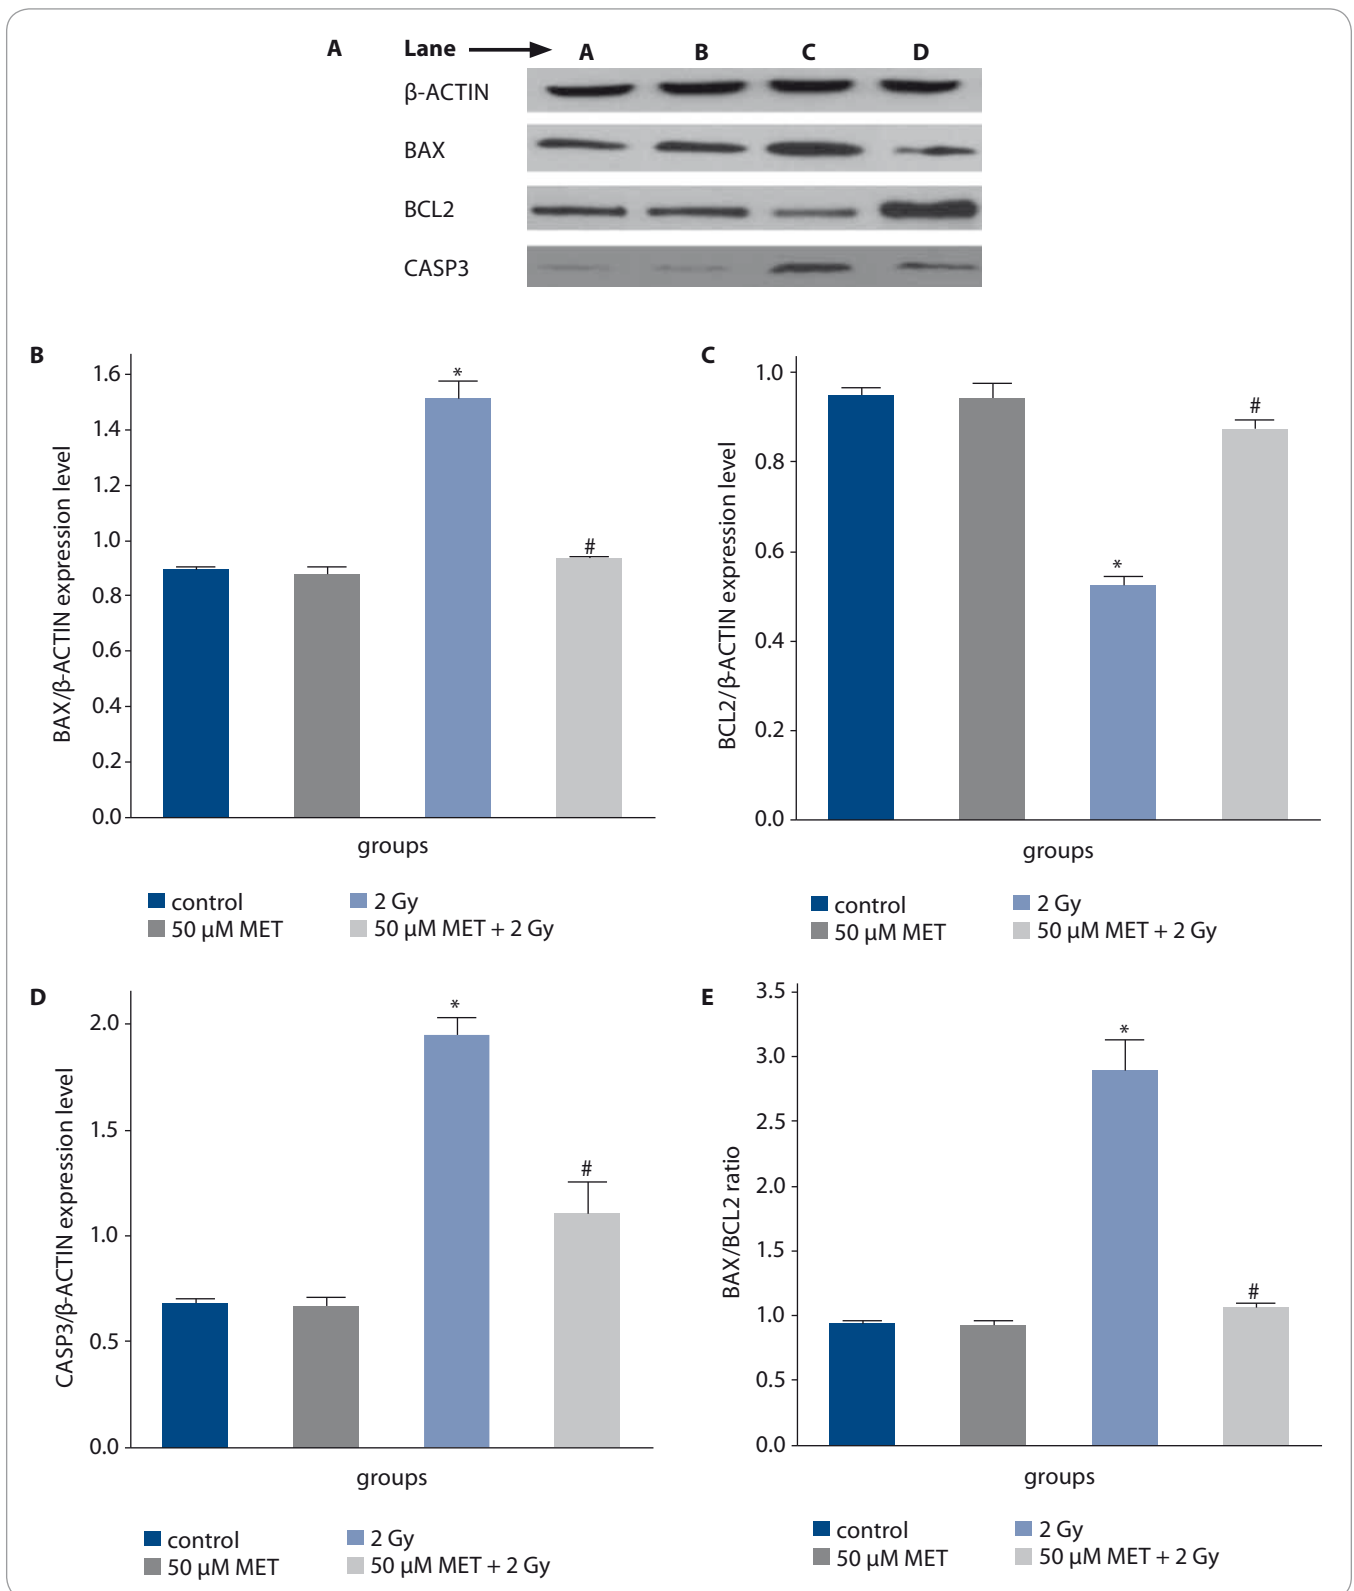 A Lane A B C D
β-ACTIN
BAX
BCL2
CASP3
B
BAX/β-ACTIN expression level
1.6
1.4
1.2
1.0
0.8
0.6
0.4
0.2
0.0
*
#
groups
control 2 Gy
50 µM MET 50 µM MET + 2 Gy
C
BCL2/β-ACTIN expression level
1.0
0.8
0.6
0.4
0.2
0.0
*
#
groups
control 2 Gy
50 µM MET 50 µM MET + 2 Gy
D
CASP3/β-ACTIN expression level
2.0
1.5
1.0
0.5
0.0
*
#
groups
control 2 Gy
50 µM MET 50 µM MET + 2 Gy
E
BAX/BCL2 ratio
3.5
3.0
2.5
2.0
1.5
1.0
0.5
0.0
*
#
groups
control 2 Gy
50 µM MET 50 µM MET + 2 Gy